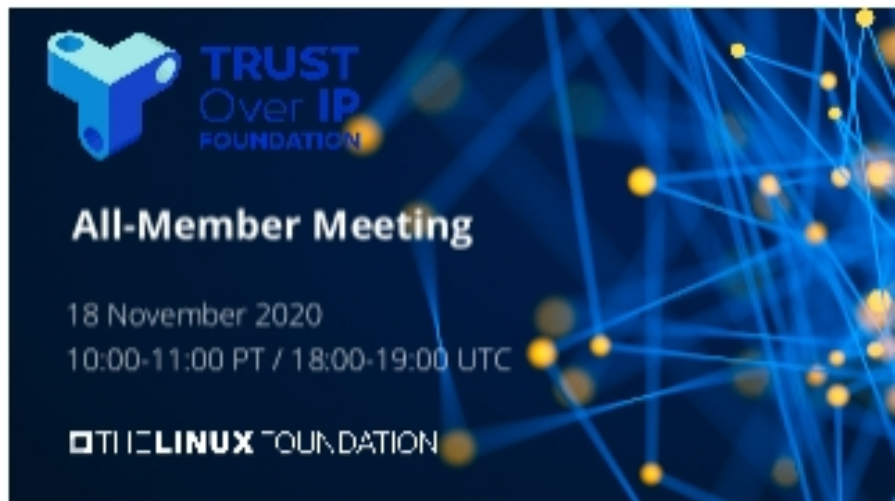 TRUST
Over IP
FOUNDATION
All-Member Meeting
18 November 2020
10:00-11:00 PT / 18:00-19:00 UTC
THE LINUX FOUNDATION